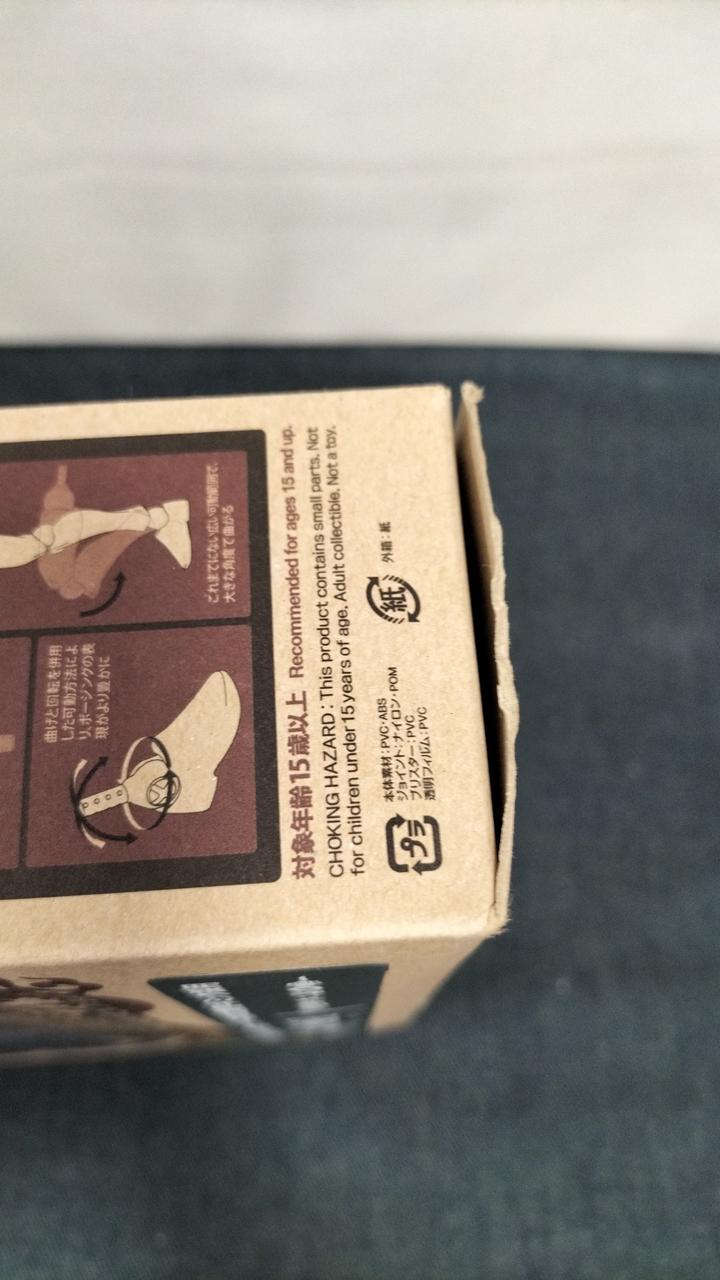 これまでにない広い可動範囲で、
大きな角度で曲がる
曲げと回転を併用
した可動方法によ
り、ポージングの表
現がより豊かに
対象年齢15歳以上 Recommended for ages 15 and up.
CHOKING HAZARD : This product contains small parts. Not
for children under 15 years of age. Adult collectible. Not a toy.
プラ
本体素材：PVC・ABS
ジョイント：ナイロン・POM
ブリスター：PVC
透明フィルム：PVC
紙
外箱：紙